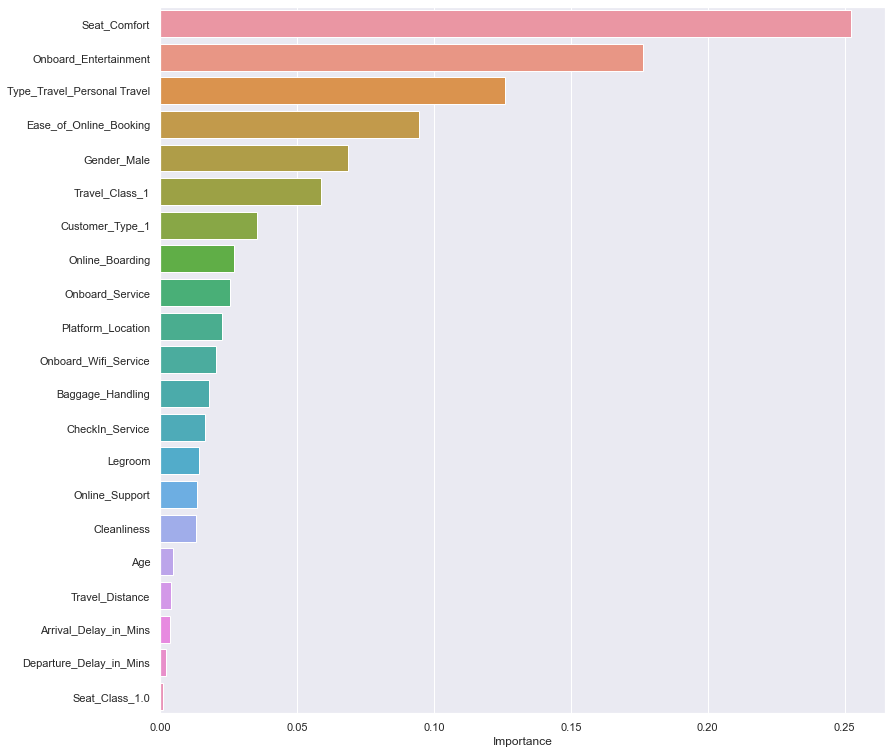 Seat_Comfort
Onboard_Entertainment
Type_Travel_Personal Travel
Ease_of_Online_Booking
Gender_Male
Travel_Class_1
Customer_Type_1
Online_Boarding
Onboard_Service
Platform_Location
Onboard_Wifi_Service
Baggage_Handling
CheckIn_Service
Legroom
Online_Support
Cleanliness
Age
Travel_Distance
Arrival_Delay_in_Mins
Departure_Delay_in_Mins
Seat_Class_1.0
0.00 0.05 0.10 0.15 0.20 0.25
Importance